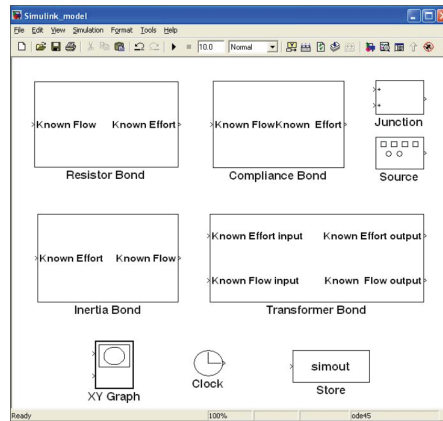 Simulink_model
File Edit View Simulation Format Tools Help
10.0 Normal
Known Flow Known Effort
Resistor Bond
Known Flow Known Effort
Compliance Bond
+
+
Junction
Source
Known Effort Known Flow
Inertia Bond
Known Effort input Known Effort output
Known Flow input Known Flow output
Transformer Bond
XY Graph
Clock
simout
Store
Ready 100% ode45